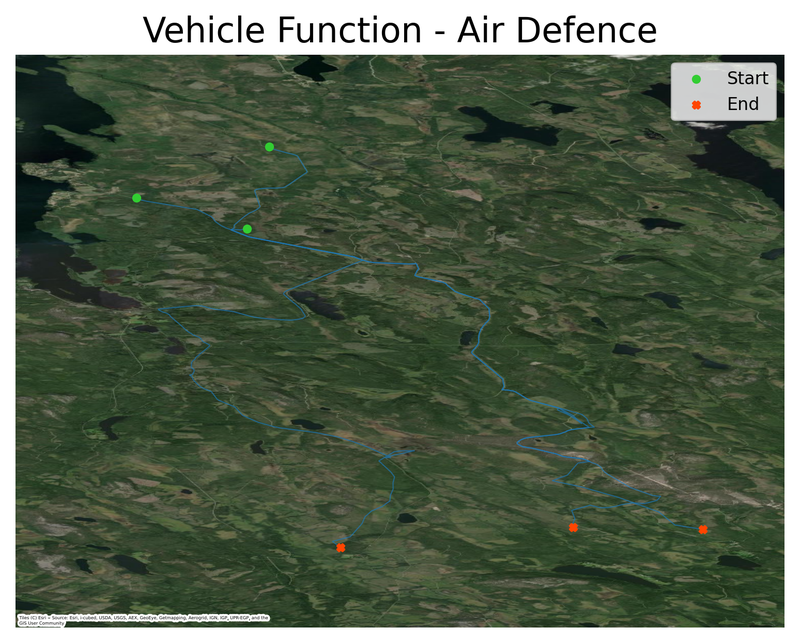 Vehicle Function - Air Defence
Start
End
Tiles (C) Esri -- Source: Esri, i-cubed, USDA, USGS, AEX, GeoEye, Getmapping, Aerogrid, IGN, IGP, UPR-EGP, and the
GIS User Community